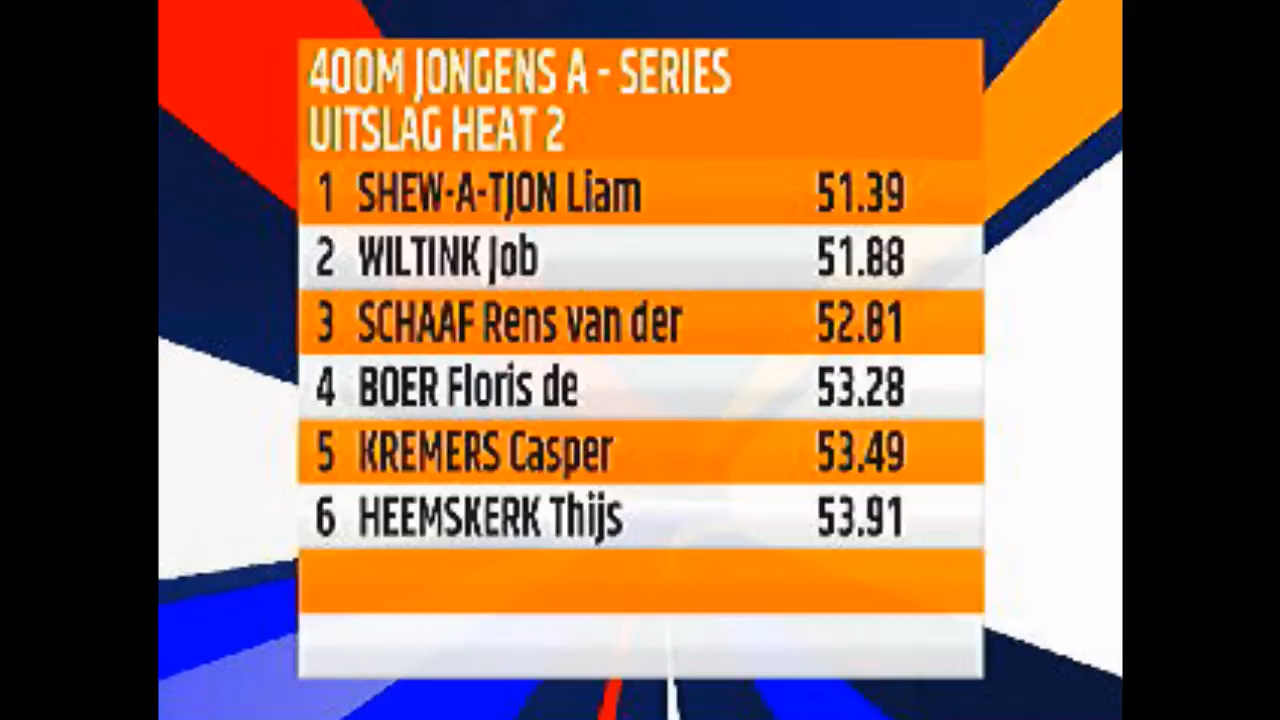 400M JONGENS A - SERIES
UITSLAG HEAT 2
1 SHEW-A-TJON Liam 51.39
2 WILTINK Job 51.88
3 SCHAAF Rens van der 52.81
4 BOER Floris de 53.28
5 KREMERS Casper 53.49
6 HEEMSKERK Thijs 53.91